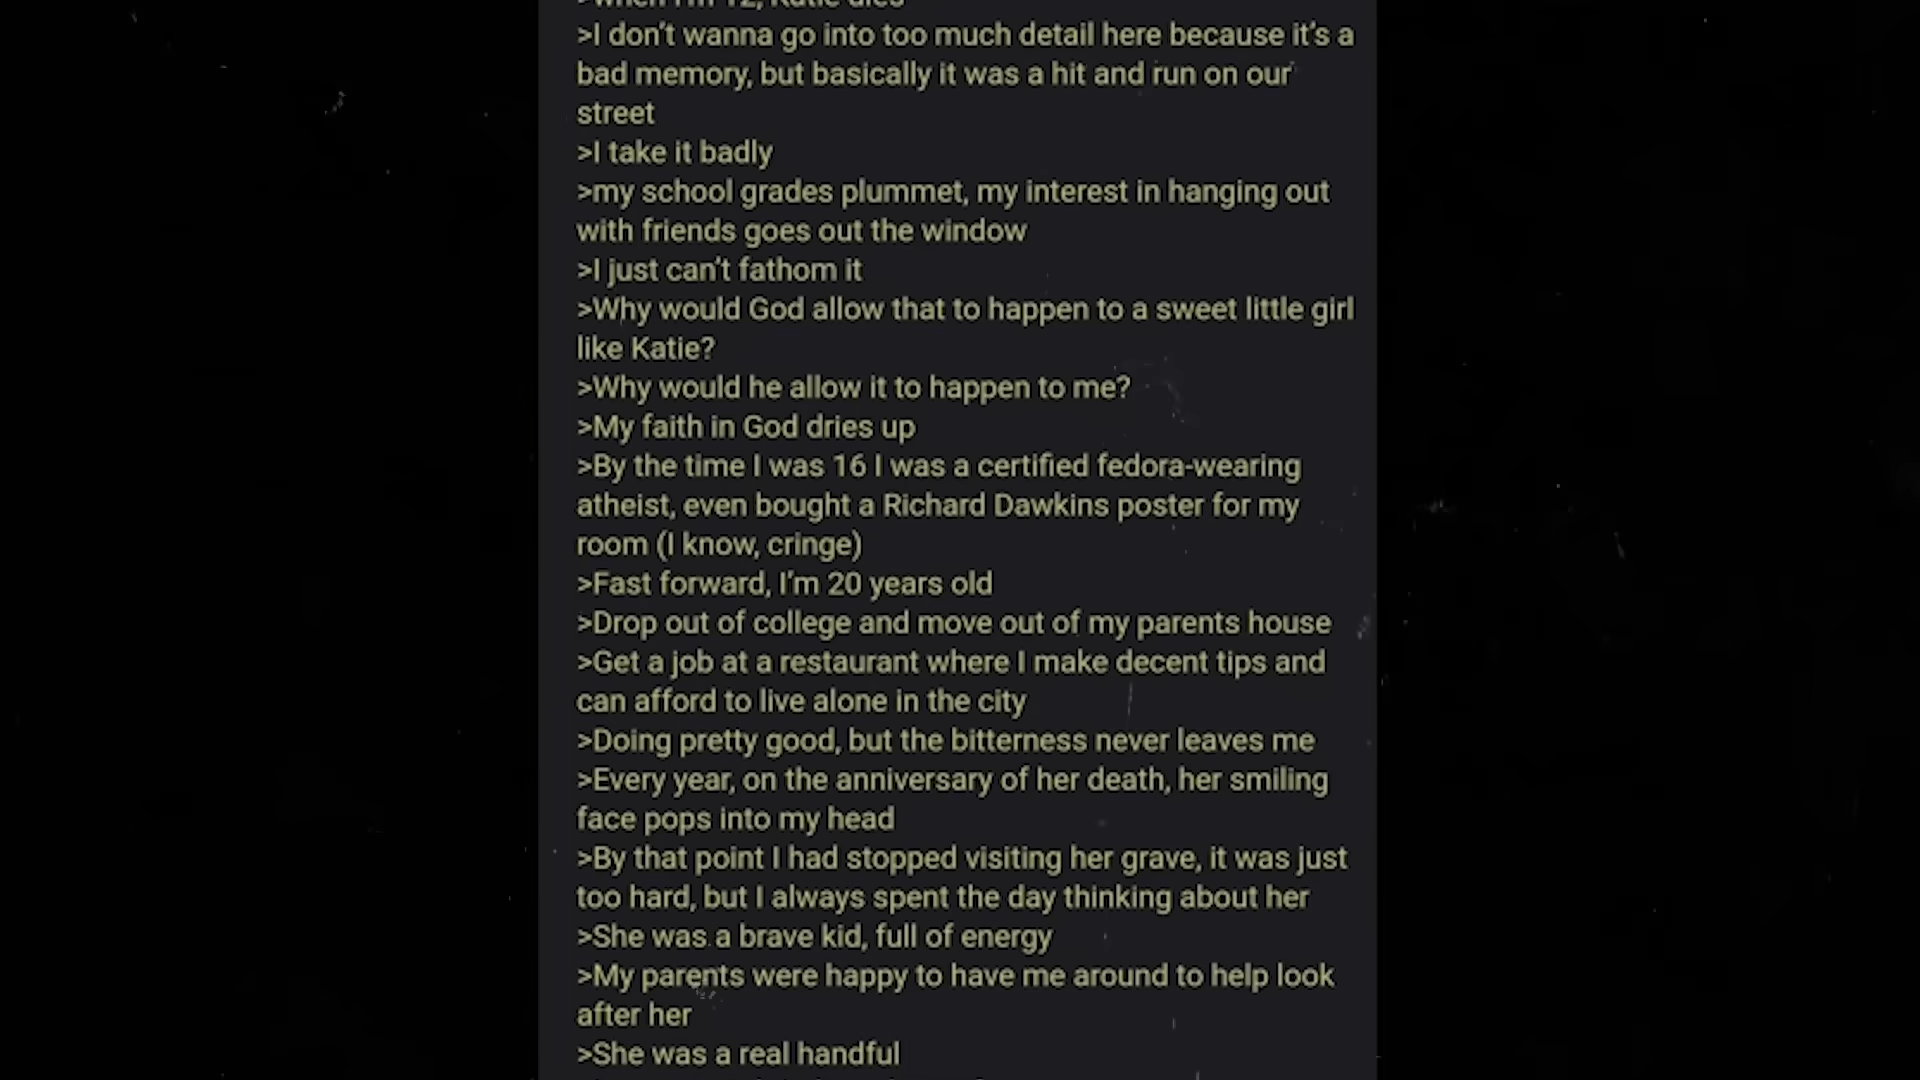 >when I'm 12, Katie dies
>I don't wanna go into too much detail here because it's a
bad memory, but basically it was a hit and run on our
street
>I take it badly
>my school grades plummet, my interest in hanging out
with friends goes out the window
>I just can't fathom it
>Why would God allow that to happen to a sweet little girl
like Katie?
>Why would he allow it to happen to me?
>My faith in God dries up
>By the time I was 16 I was a certified fedora-wearing
atheist, even bought a Richard Dawkins poster for my
room (I know, cringe)
>Fast forward, I'm 20 years old
>Drop out of college and move out of my parents house
>Get a job at a restaurant where I make decent tips and
can afford to live alone in the city
>Doing pretty good, but the bitterness never leaves me
>Every year, on the anniversary of her death, her smiling
face pops into my head
>By that point I had stopped visiting her grave, it was just
too hard, but I always spent the day thinking about her
>She was a brave kid, full of energy
>My parents were happy to have me around to help look
after her
>She was a real handful